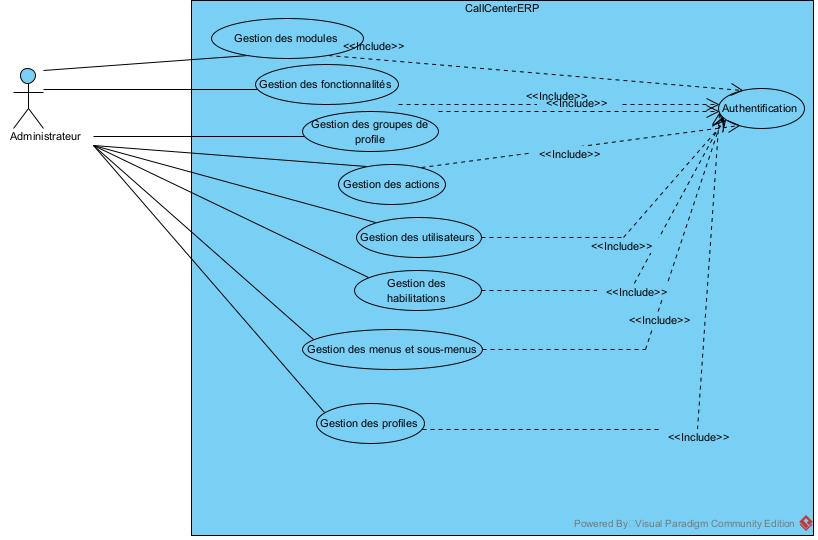 CallCenterERP
Gestion des modules
<<Include>>
Gestion des fonctionnalités
<<Include>>
<<Include>>
Authentification
Gestion des groupes de
profile
Administrateur
<<Include>>
Gestion des actions
Gestion des utilisateurs
<<Include>>
Gestion des
habilitations
<<Include>>
<<Include>>
Gestion des menus et sous-menus
Gestion des profiles
<<Include>>
Powered By Visual Paradigm Community Edition